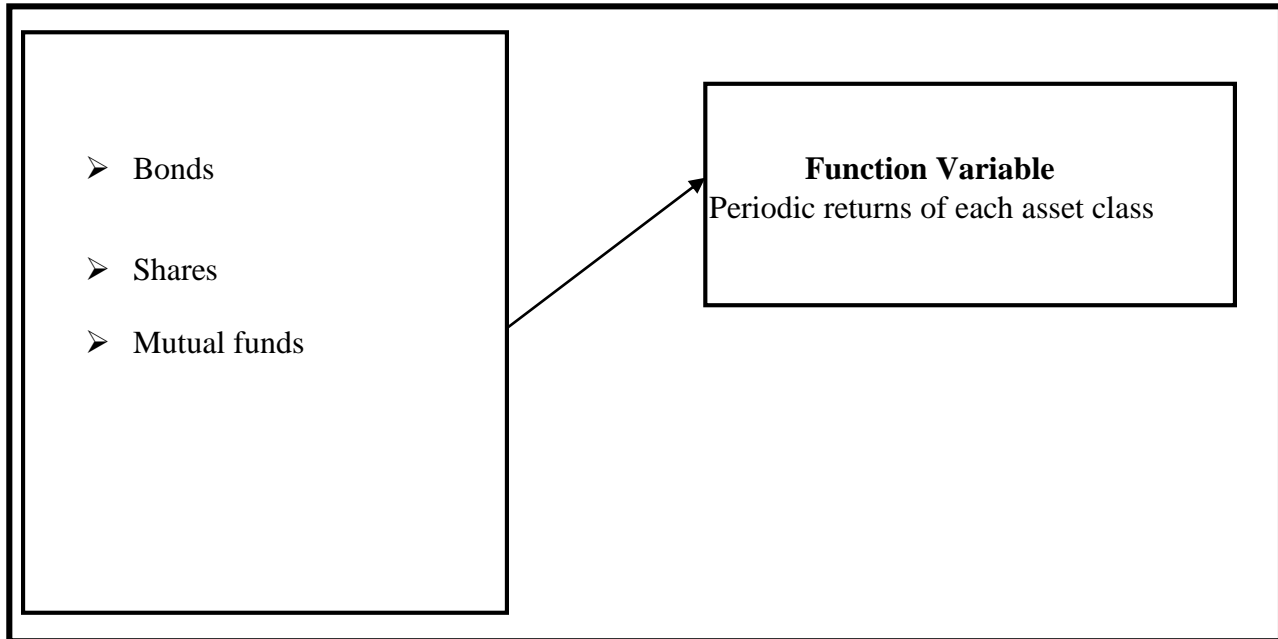 ➢ Bonds
➢ Shares
➢ Mutual funds
Function Variable
Periodic returns of each asset class